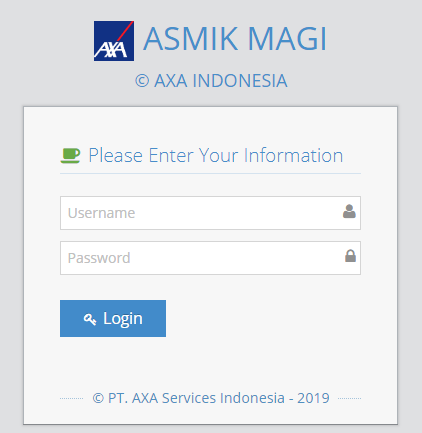 AXA ASMIK MAGI
© AXA INDONESIA
Please Enter Your Information
Username
Password
Login
© PT. AXA Services Indonesia - 2019